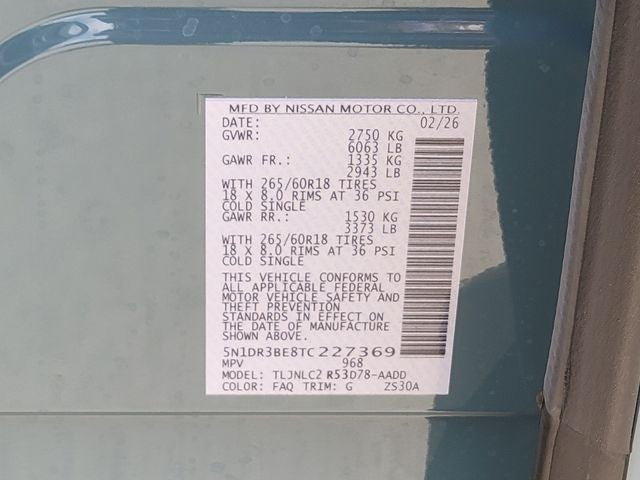 MFD BY NISSAN MOTOR CO., LTD.
DATE: 02/26
GVWR: 2750 KG
6063 LB
GAWR FR.: 1335 KG
2943 LB
WITH 265/60R18 TIRES
18 X 8.0 RIMS AT 36 PSI
COLD SINGLE
GAWR RR.: 1530 KG
3373 LB
WITH 265/60R18 TIRES
18 X 8.0 RIMS AT 36 PSI
COLD SINGLE
THIS VEHICLE CONFORMS TO
ALL APPLICABLE FEDERAL
MOTOR VEHICLE SAFETY AND
THEFT PREVENTION
STANDARDS IN EFFECT ON
THE DATE OF MANUFACTURE
SHOWN ABOVE.
5N1DR3BE8TC227369
MPV 968
MODEL: TLJNLC2 R53D78-AADD
COLOR: FAQ TRIM: G ZS30A